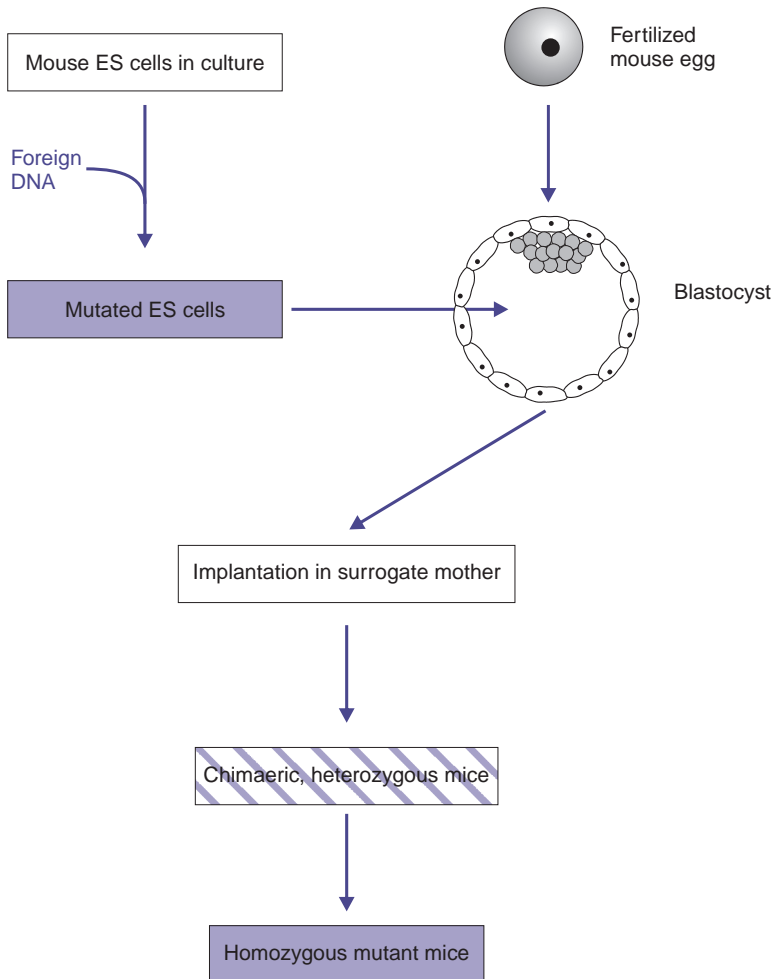 Mouse ES cells in culture
Fertilized
mouse egg
Foreign
DNA
Mutated ES cells
Blastocyst
Implantation in surrogate mother
Chimaeric, heterozygous mice
Homozygous mutant mice